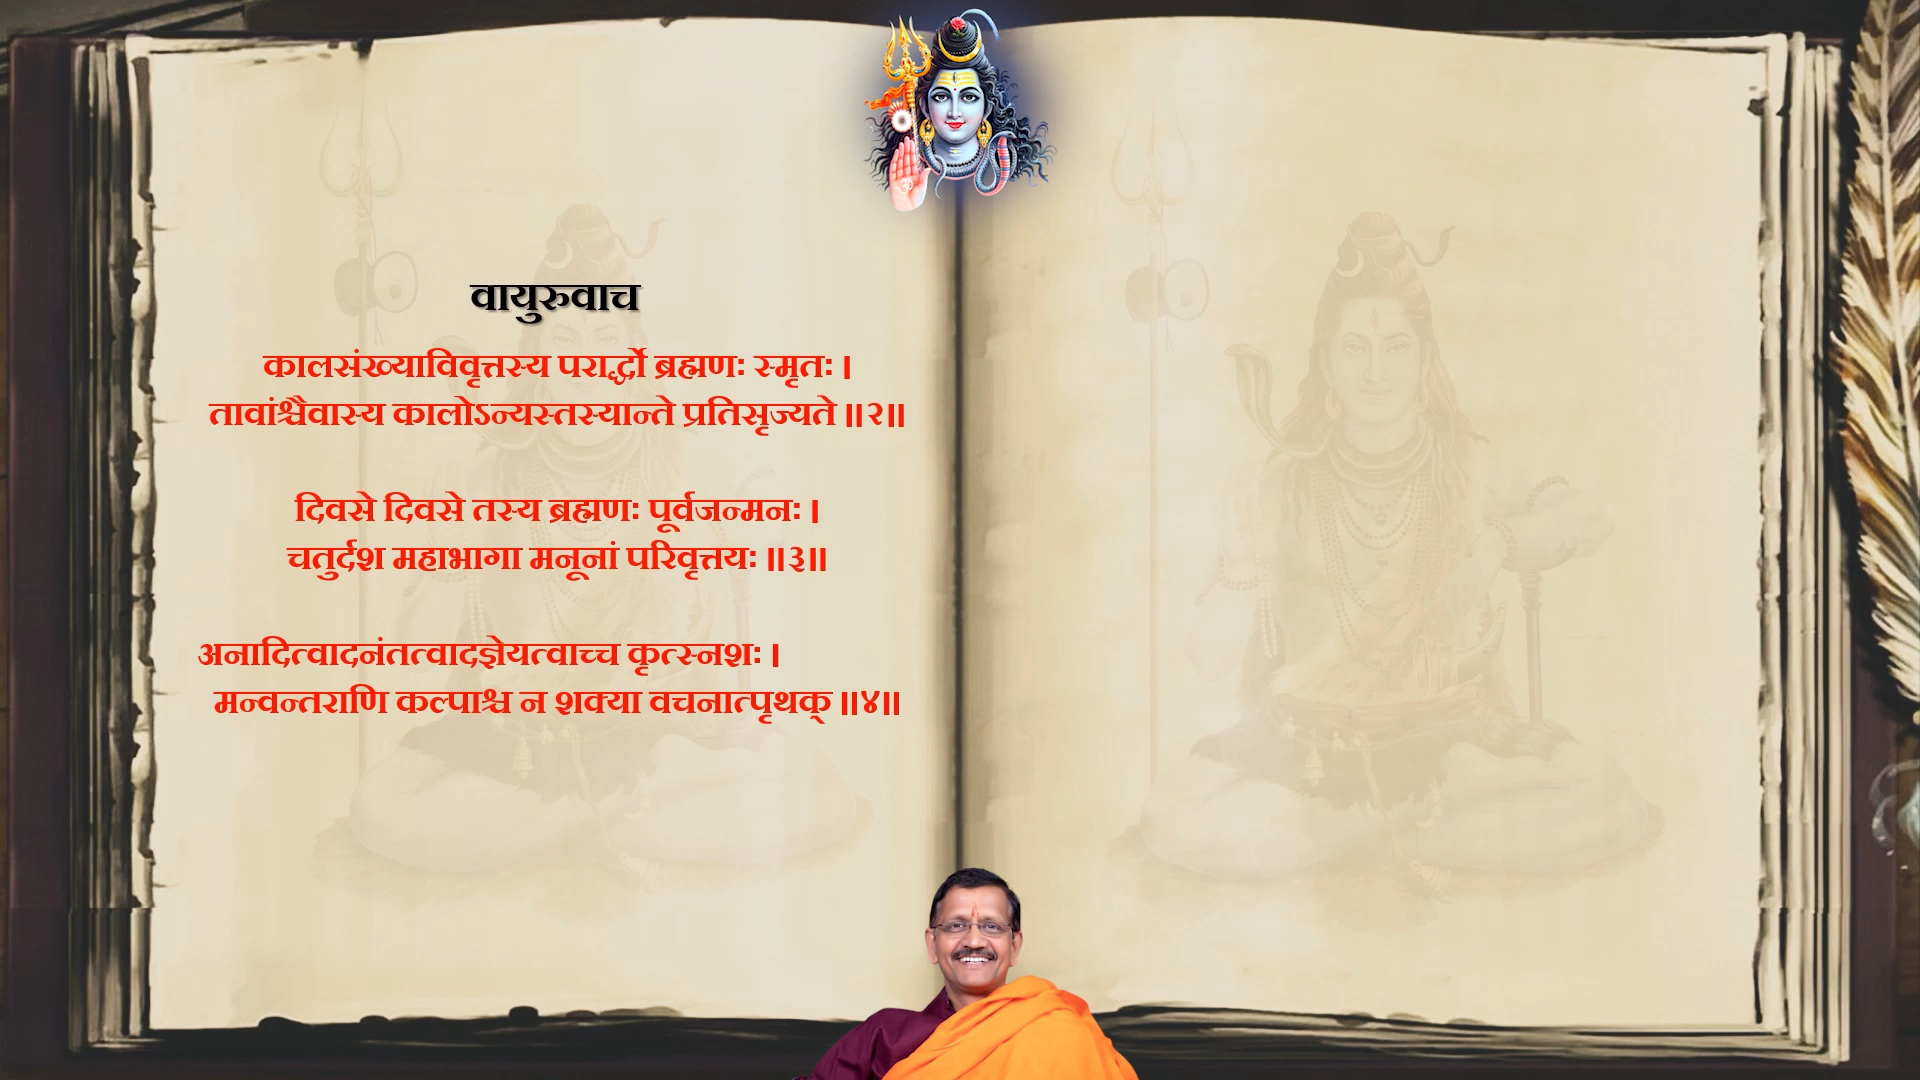 वायुरुवाच
कालसंख्याविवृत्तस्य परार्द्धो ब्रह्मणः स्मृतः ।
तावांश्चैवास्य कालोऽन्यस्तस्यान्ते प्रतिसृज्यते ॥२॥
दिवसे दिवसे तस्य ब्रह्मणः पूर्वजन्मनः ।
चतुर्दश महाभागा मनूनां परिवृत्तयः ॥३॥
अनादित्वादनंतत्वादज्ञेयत्वाच्च कृत्स्नशः ।
मन्वन्तराणि कल्पाश्च न शक्या वचनात्पृथक् ॥४॥